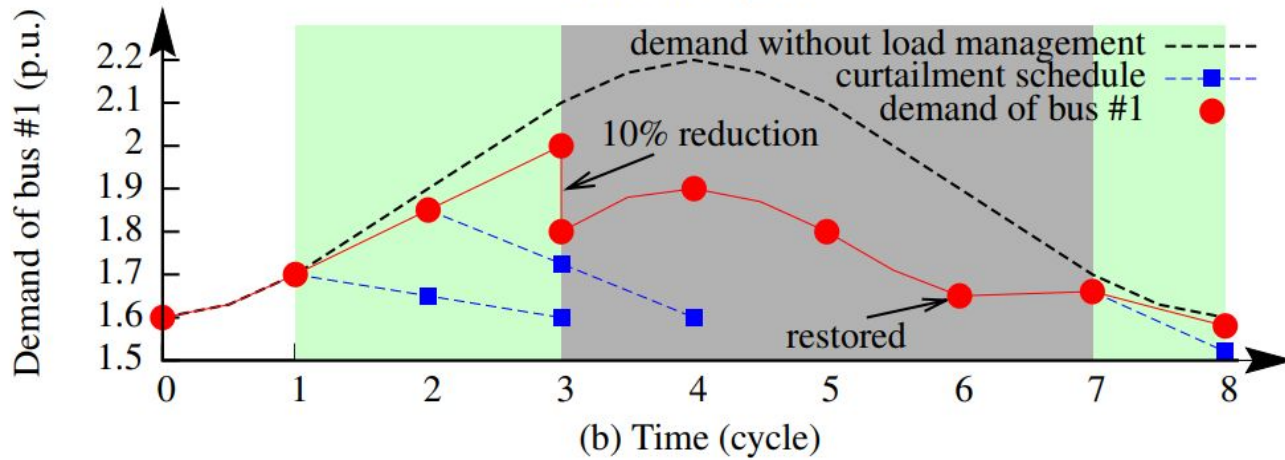 Demand of bus #1 (p.u.)
2.2
2.1
2
1.9
1.8
1.7
1.6
1.5
demand without load management
curtailment schedule
demand of bus #1
10% reduction
restored
0 1 2 3 4 5 6 7 8
(b) Time (cycle)